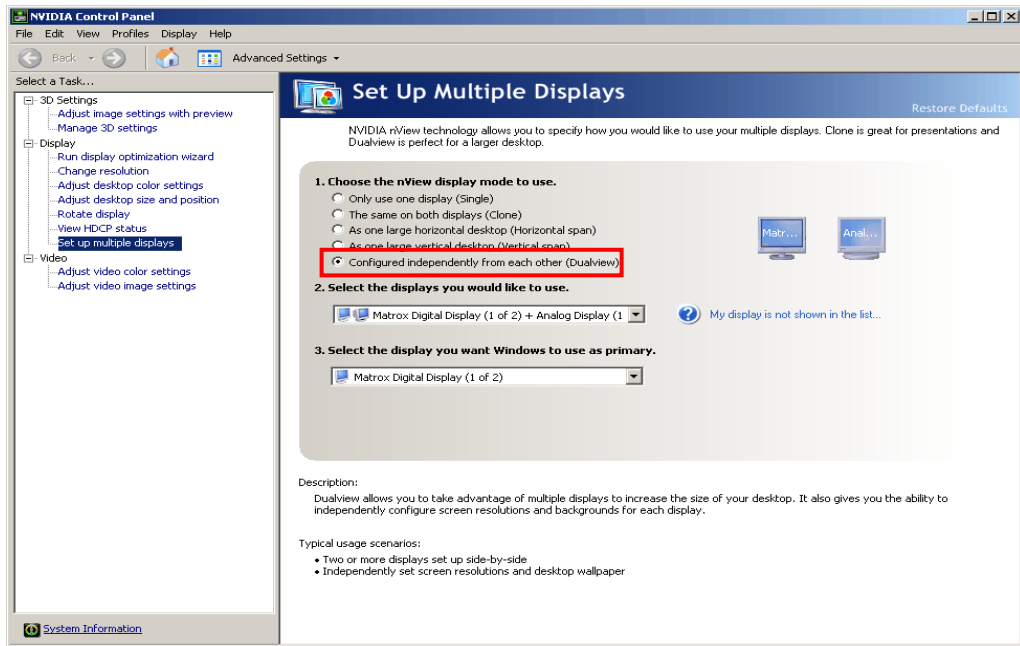 NVIDIA Control Panel
File Edit View Profiles Display Help
Back Advanced Settings
Select a Task...
3D Settings
Adjust image settings with preview
Manage 3D settings
Display
Run display optimization wizard
Change resolution
Adjust desktop color settings
Adjust desktop size and position
Rotate display
View HDCP status
Set up multiple displays
Video
Adjust video color settings
Adjust video image settings
System Information
Set Up Multiple Displays
Restore Defaults
NVIDIA nView technology allows you to specify how you would like to use your multiple displays. Clone is great for presentations and
Dualview is perfect for a larger desktop.
1. Choose the nView display mode to use.
Only use one display (Single)
The same on both displays (Clone)
As one large horizontal desktop (Horizontal span)
As one large vertical desktop (Vertical span)
Configured independently from each other (Dualview)
Matr... Anal...
2. Select the displays you would like to use.
Matrox Digital Display (1 of 2) + Analog Display (1
My display is not shown in the list...
3. Select the display you want Windows to use as primary.
Matrox Digital Display (1 of 2)
Description:
Dualview allows you to take advantage of multiple displays to increase the size of your desktop. It also gives you the ability to
independently configure screen resolutions and backgrounds for each display.
Typical usage scenarios:
• Two or more displays set up side-by-side
• Independently set screen resolutions and desktop wallpaper